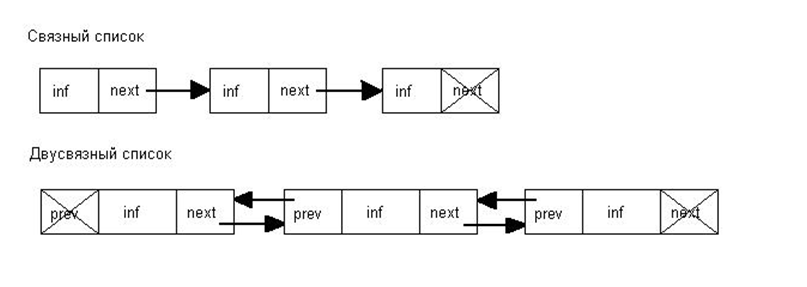 Связный список
inf next inf next inf next
Двусвязный список
prev inf next prev inf next prev inf next